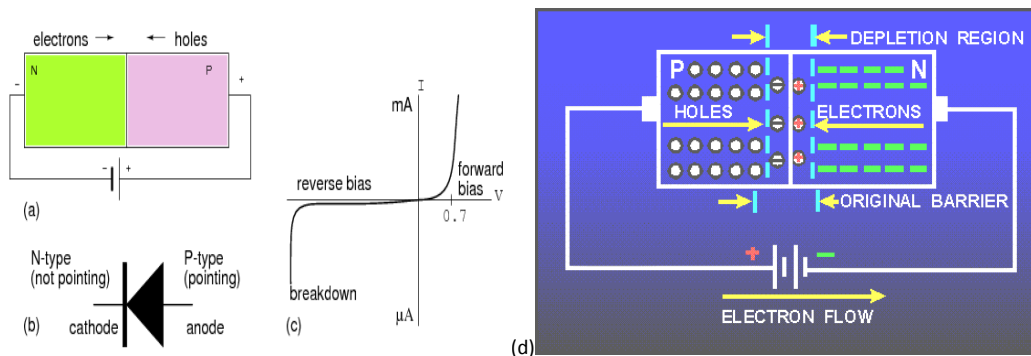 electrons → ← holes
N P
- +
- +
(a)
N-type P-type
(not pointing) (pointing)
cathode anode
(b)
I
mA
reverse bias forward
bias V
0.7
breakdown
(c) µA
DEPLETION REGION
P N
HOLES ELECTRONS
ORIGINAL BARRIER
+ −
ELECTRON FLOW
(d)